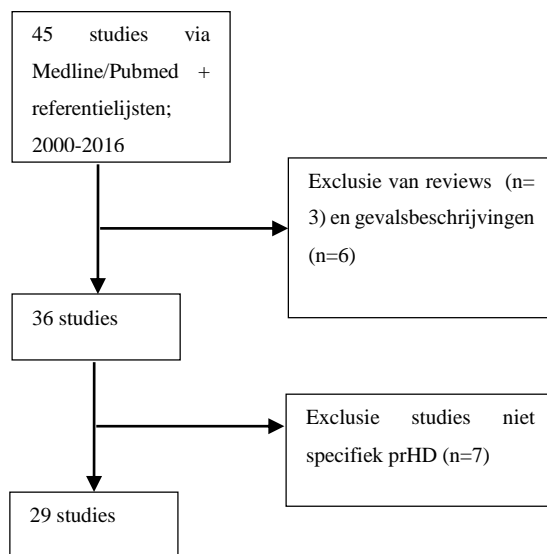 45 studies via
Medline/Pubmed +
referentielijsten;
2000-2016
Exclusie van reviews (n=
3) en gevalsbeschrijvingen
(n=6)
36 studies
Exclusie studies niet
specifiek prHD (n=7)
29 studies